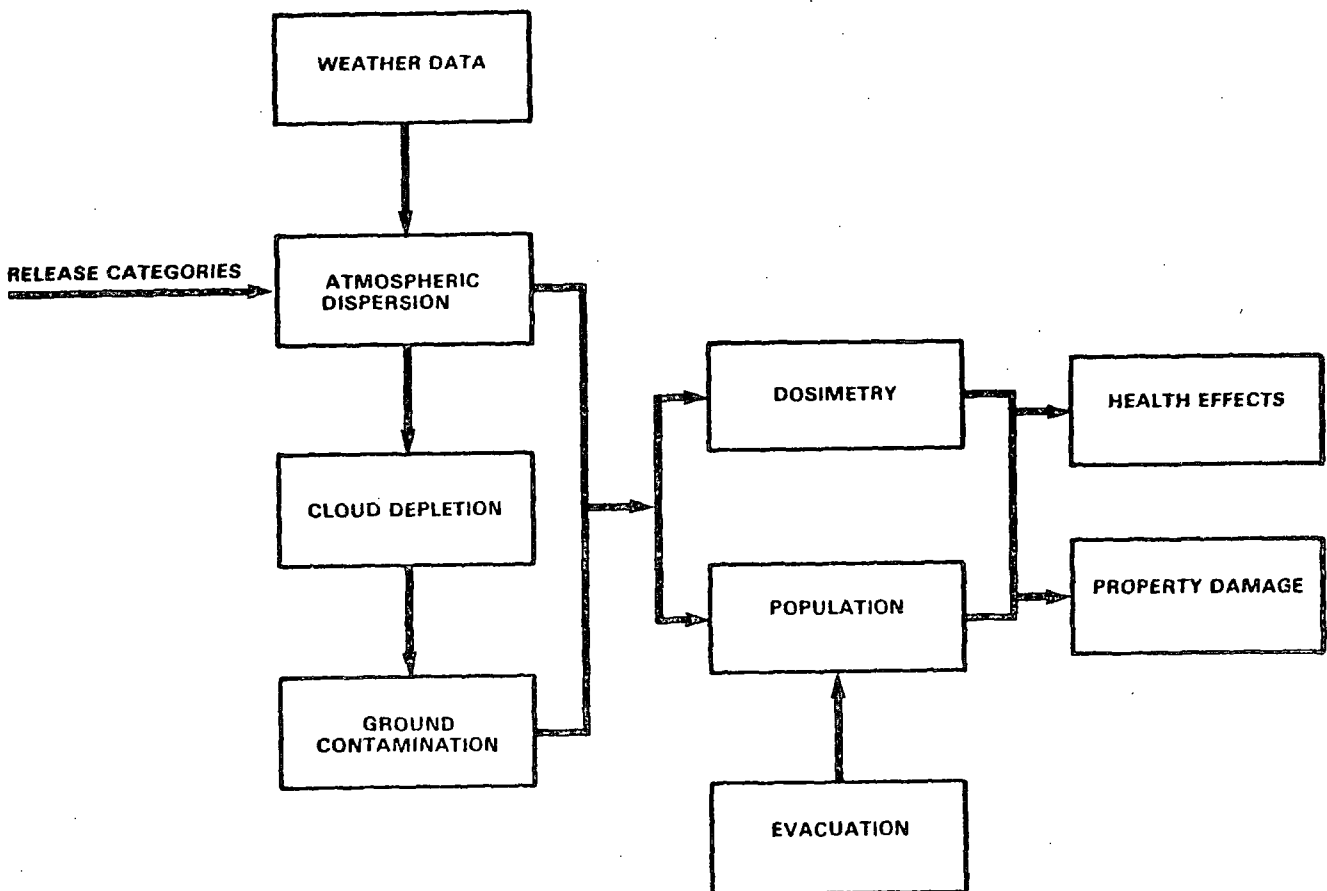 WEATHER DATA
RELEASE CATEGORIES
ATMOSPHERIC
DISPERSION
CLOUD DEPLETION
GROUND
CONTAMINATION
DOSIMETRY
POPULATION
EVACUATION
HEALTH EFFECTS
PROPERTY DAMAGE